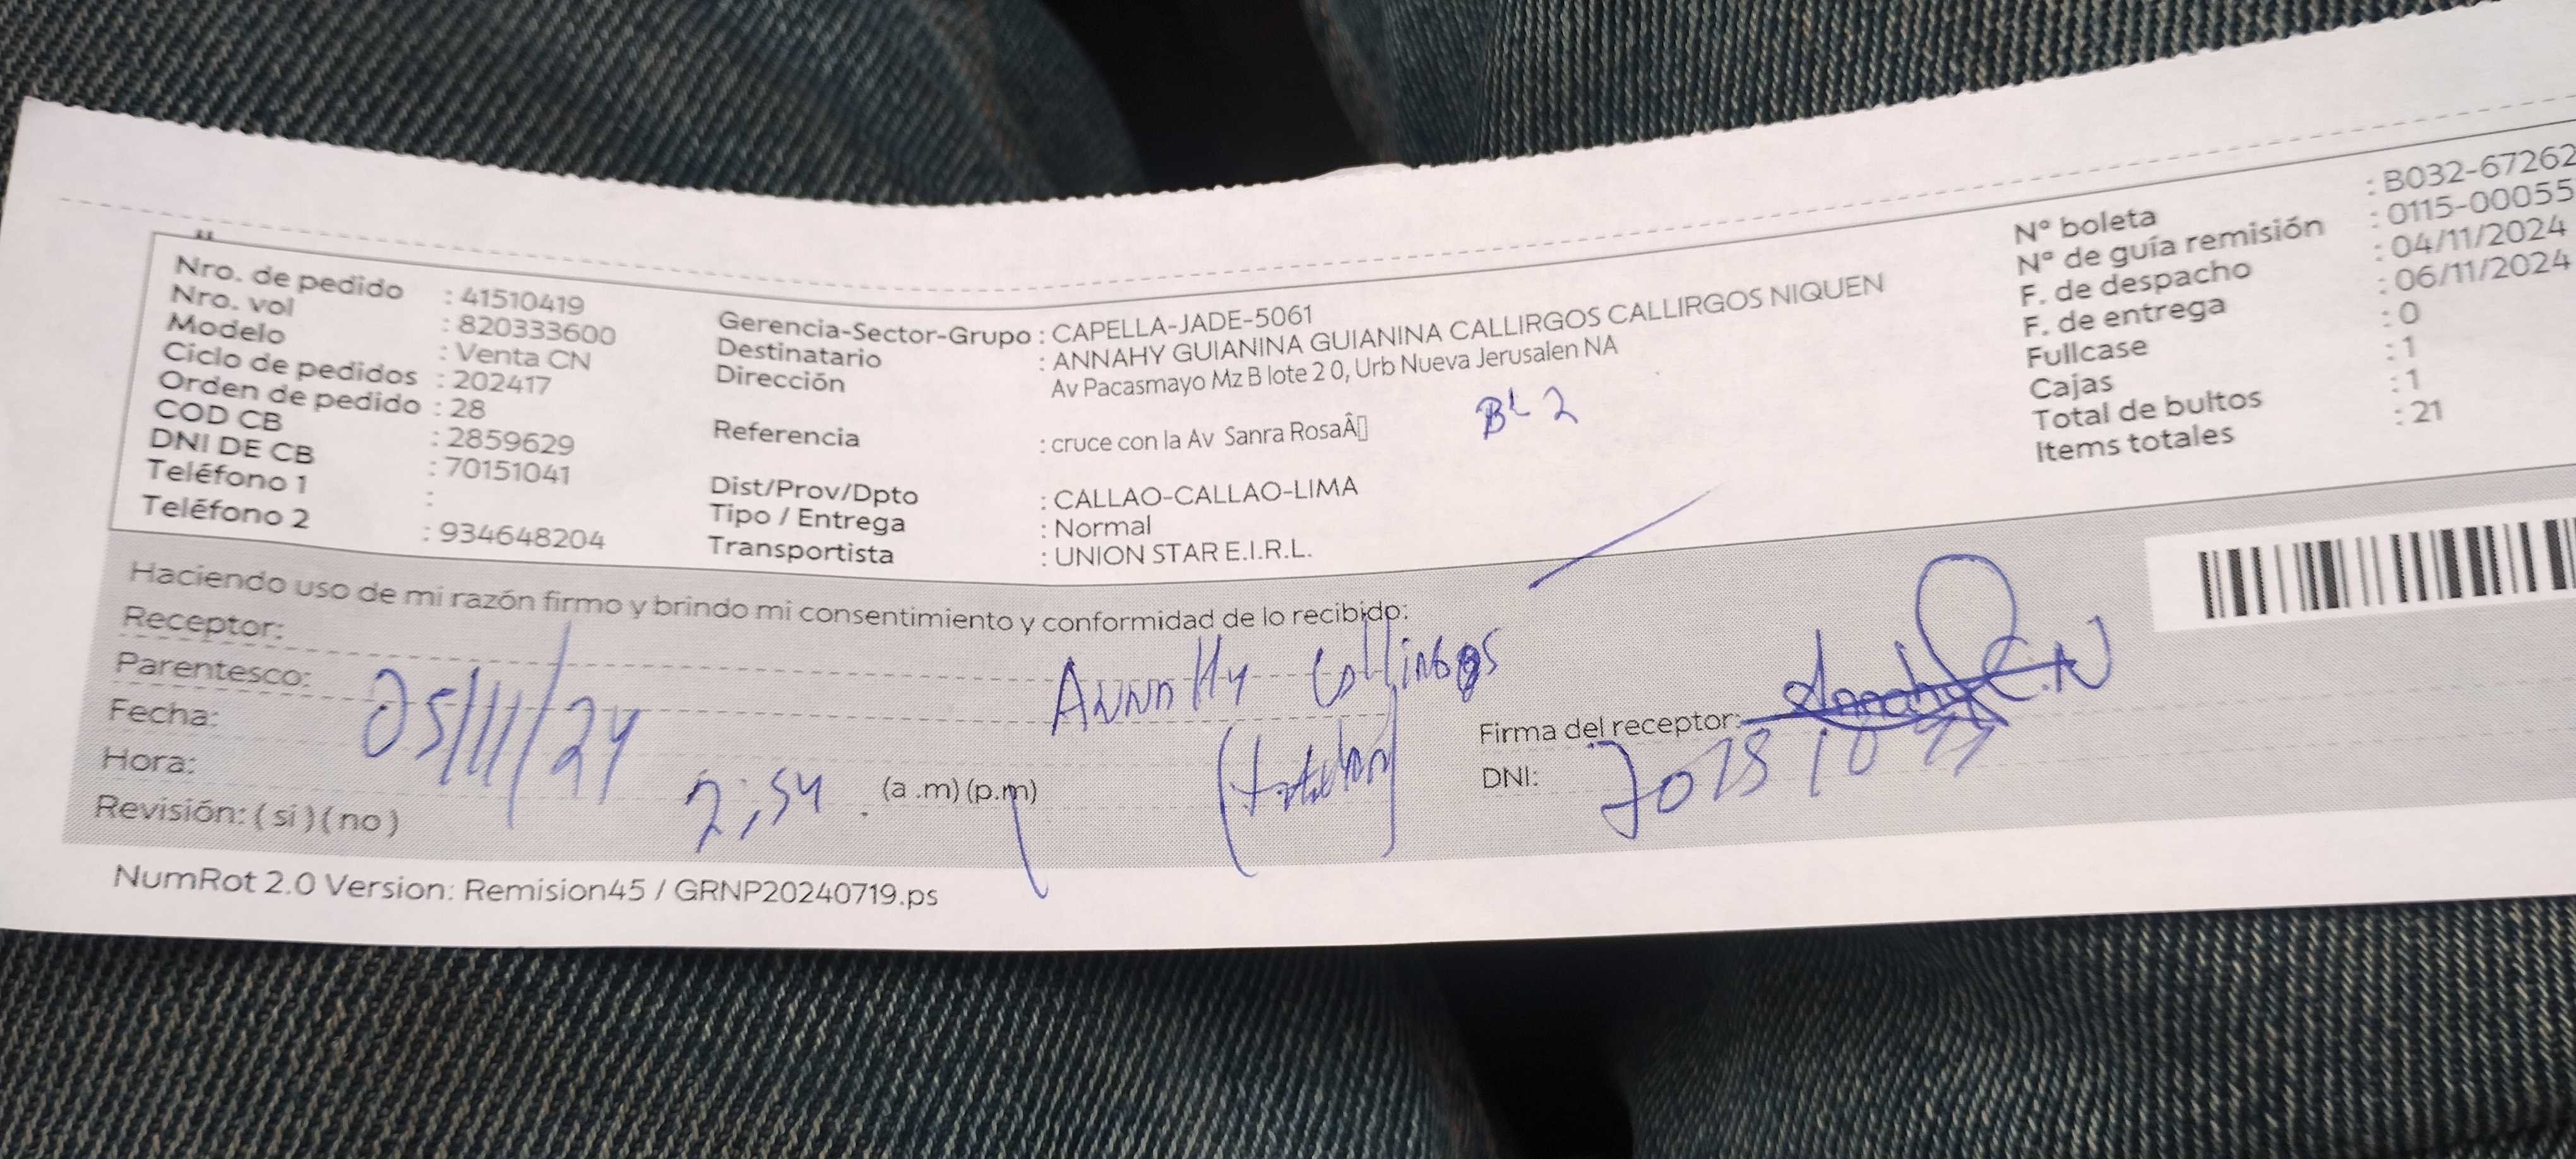 Nro. de pedido : 41510419
Nro. vol : 820333600
Modelo : Venta CN
Ciclo de pedidos : 202417
Orden de pedido : 28
COD CB : 2859629
DNI DE CB : 70151041
Teléfono 1 :
Teléfono 2 : 934648204
Gerencia-Sector-Grupo : CAPELLA-JADE-5061
Destinatario : ANNAHY GUIANINA GUIANINA CALLIRGOS CALLIRGOS NIQUEN
Dirección Av Pacasmayo Mz B lote 2 0, Urb Nueva Jerusalen NA
BL 2
Referencia : cruce con la Av Sanra RosaÂ
Dist/Prov/Dpto : CALLAO-CALLAO-LIMA
Tipo / Entrega : Normal
Transportista : UNION STAR E.I.R.L.
N° boleta : B032-67262
N° de guía remisión : 0115-00055
F. de despacho : 04/11/2024
F. de entrega : 06/11/2024
Fullcase : 0
Cajas : 1
Total de bultos : 1
Items totales : 21
Haciendo uso de mi razón firmo y brindo mi consentimiento y conformidad de lo recibido:
Receptor:
Parentesco:
Fecha: 05/11/24
Hora: 2:54 (a .m) (p.m)
Revisión: ( si ) ( no )
Firma del receptor:
DNI:
NumRot 2.0 Version: Remision45 / GRNP20240719.ps